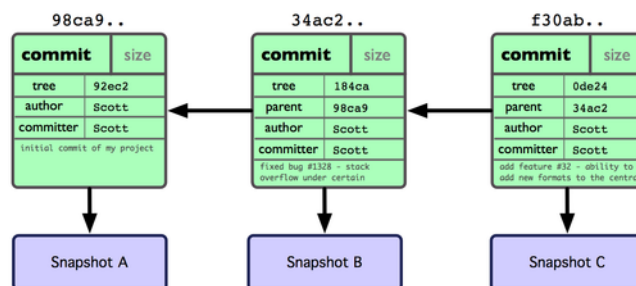 98ca9..
34ac2..
f30ab..
commit size
tree 92ec2
author Scott
committer Scott
initial commit of my project
commit size
tree 184ca
parent 98ca9
author Scott
committer Scott
fixed bug #1328 - stack
overflow under certain
commit size
tree 0de24
parent 34ac2
author Scott
committer Scott
add feature #32 - ability to
add new formats to the centra
Snapshot A
Snapshot B
Snapshot C